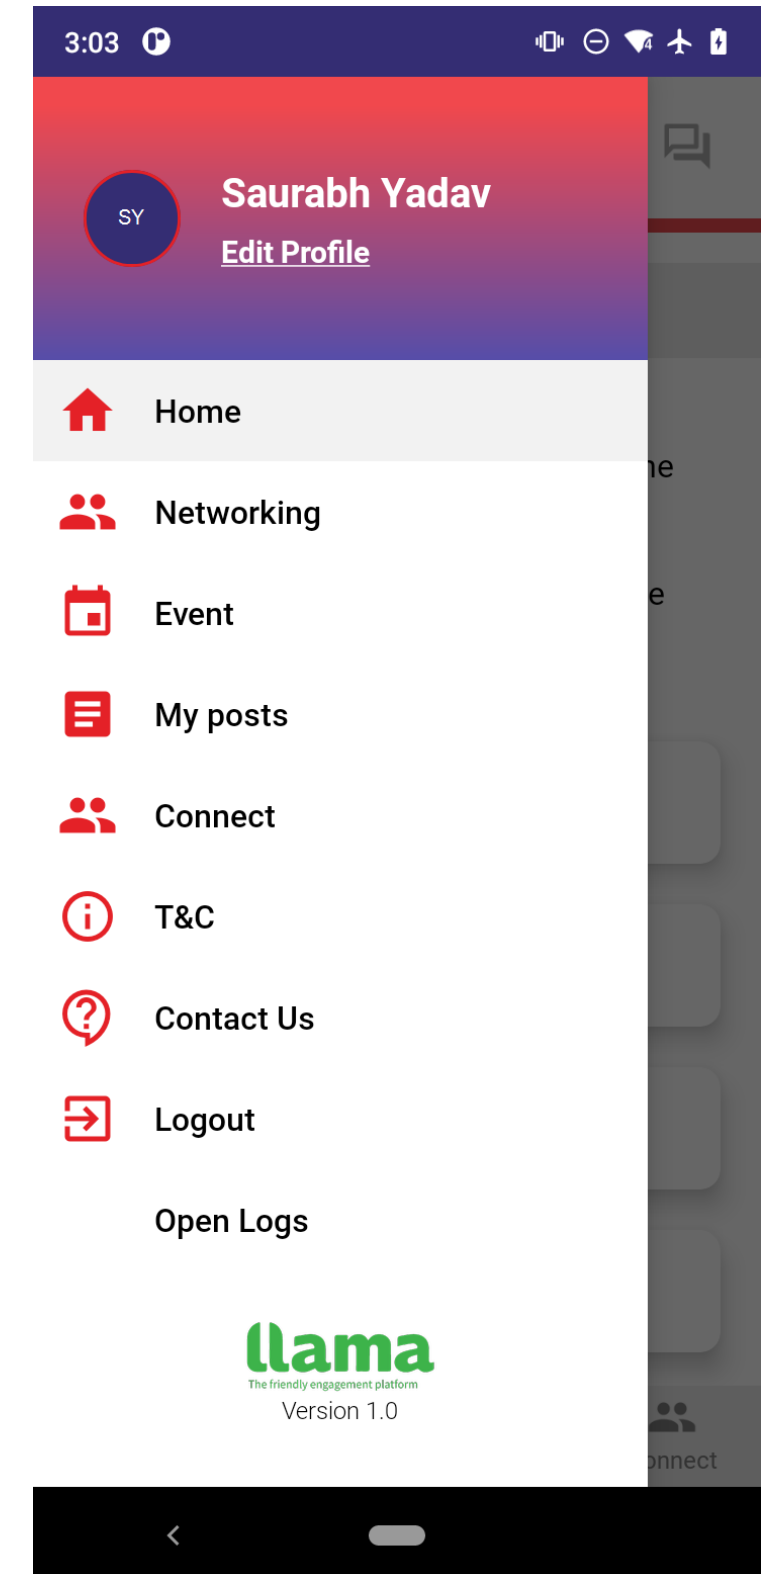 3:03
SY
Saurabh Yadav
Edit Profile
Home
Networking
Event
My posts
Connect
T&C
Contact Us
Logout
Open Logs
llama
The friendly engagement platform
Version 1.0